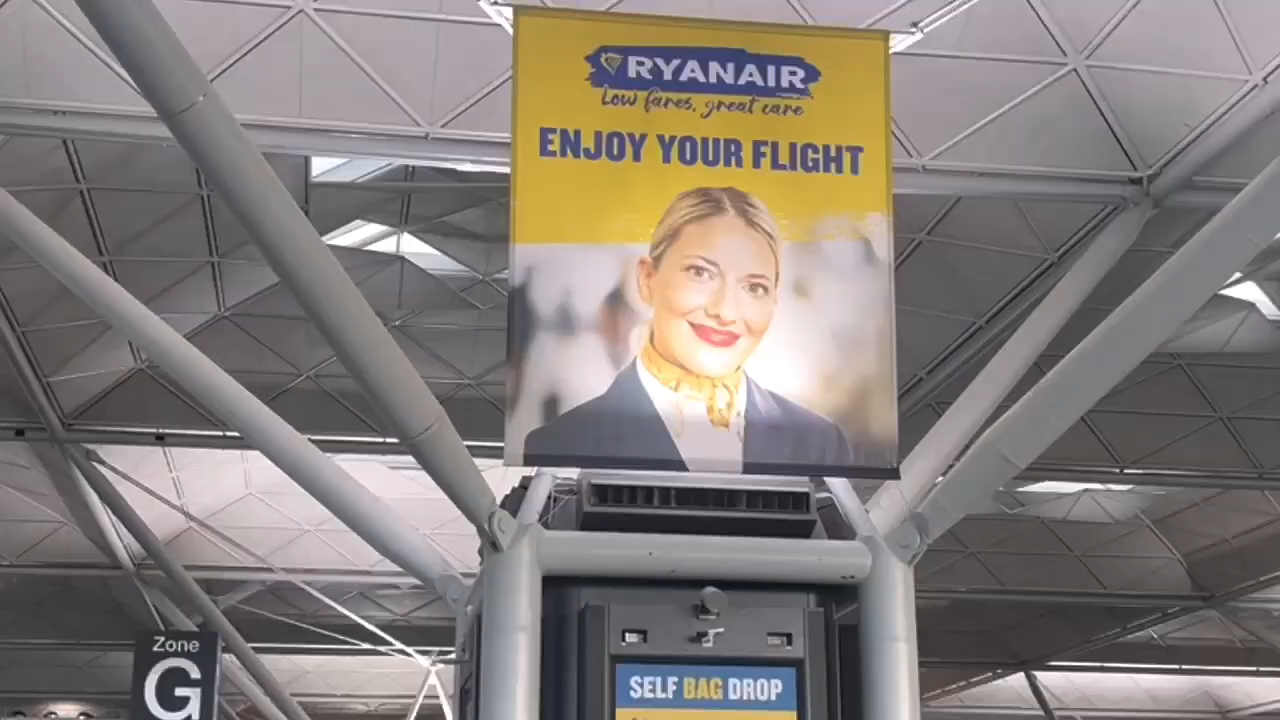 RYANAIR
Low fares, great care
ENJOY YOUR FLIGHT
Zone
G
SELF BAG DROP